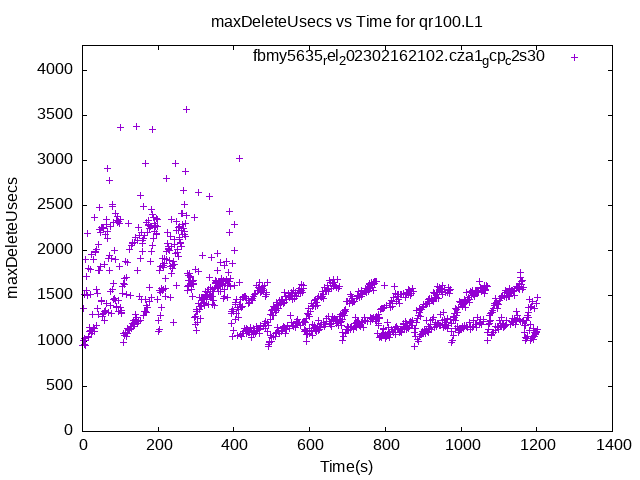 maxDeleteUsecs vs Time for qr100.L1
fbmy5635_rel_202302162102.cza1_gcp_c2s30
4000
3500
3000
2500
2000
1500
1000
500
0
maxDeleteUsecs
0 200 400 600 800 1000 1200 1400
Time(s)